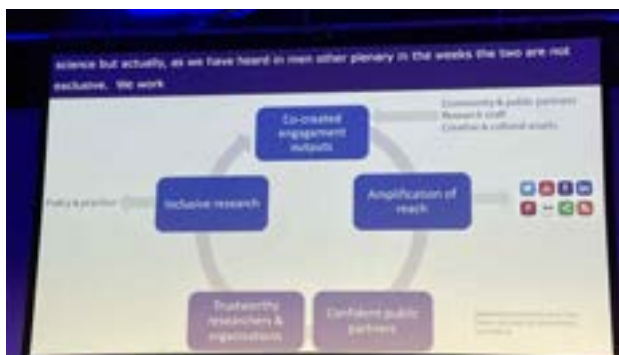 science but actually, as we have heard in men other plenary in the weeks the two are not
exclusive. We work
Co-created
engagement
outputs
Community & public partners
Research staff
Creative & cultural
Amplification of
reach
Confident public
partners
Trustworthy
researchers &
organisations
Inclusive research
Policy & practice